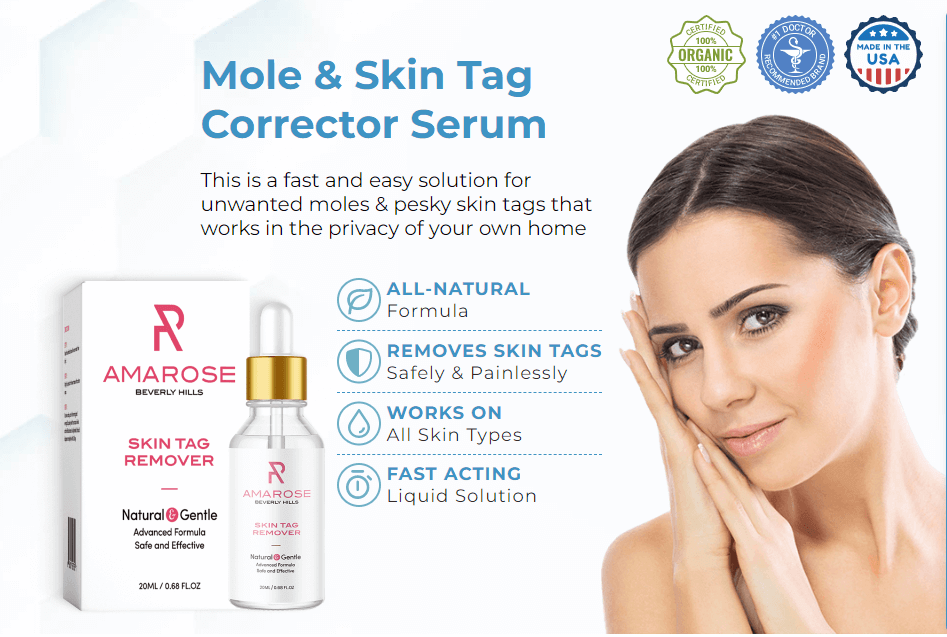 Mole & Skin Tag
Corrector Serum
This is a fast and easy solution for
unwanted moles & pesky skin tags that
works in the privacy of your own home
CERTIFIED
100%
ORGANIC
100%
CERTIFIED
#1 DOCTOR
RECOMMENDED BRAND
MADE IN THE
USA
ALL-NATURAL
Formula
REMOVES SKIN TAGS
Safely & Painlessly
WORKS ON
All Skin Types
FAST ACTING
Liquid Solution
AMAROSE
BEVERLY HILLS
SKIN TAG
REMOVER
Natural & Gentle
Advanced Formula
Safe and Effective
20ML / 0.68 FL.OZ
AMAROSE
BEVERLY HILLS
SKIN TAG
REMOVER
Natural & Gentle
Advanced Formula
Safe and Effective
20ML / 0.68 FL.OZ